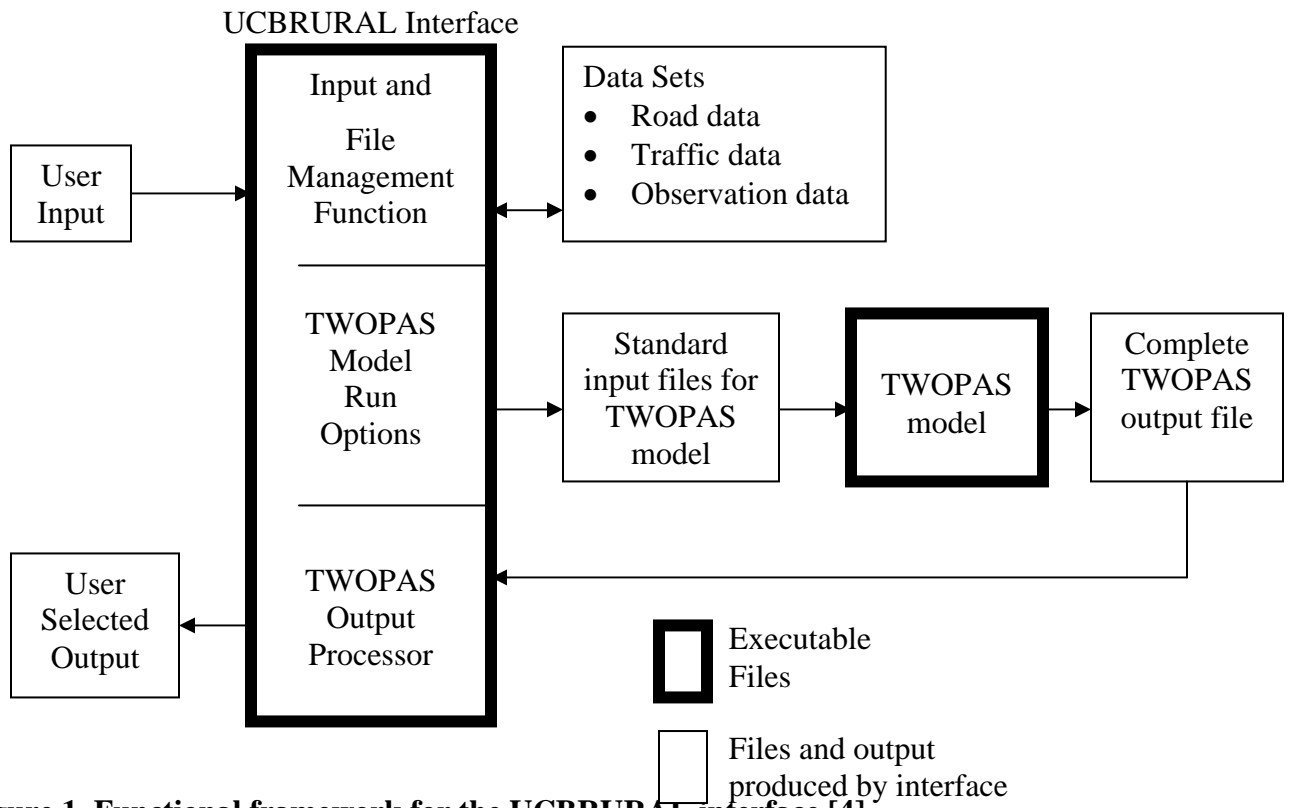 UCBRURAL Interface
Input and
File
Management
Function
User
Input
Data Sets
• Road data
• Traffic data
• Observation data
TWOPAS
Model
Run
Options
Standard
input files for
TWOPAS
model
TWOPAS
model
Complete
TWOPAS
output file
User
Selected
Output
TWOPAS
Output
Processor
Executable
Files
Files and output
produced by interface
gure 1. Functional framework for the UCBRURAL interface [4]